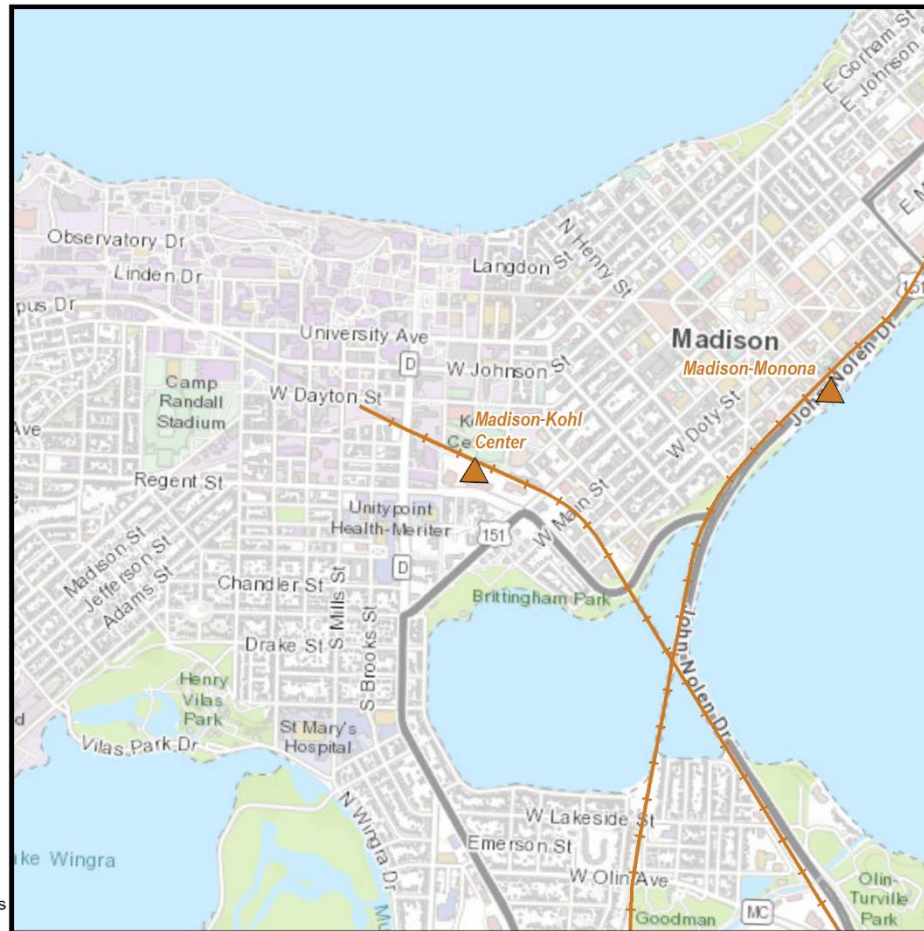 E Gorham St
E Johnson St
Observatory Dr
Linden Dr
pus Dr
Langdon St
N Henry St
151
University Ave
Madison
D
W Johnson St
Madison-Monona
John Nolen Dr
Camp
Randall
Stadium
W Dayton St
W Doty St
Madison-Kohl
Center
Ave
Regent St
W Main St
Unitypoint
Health-Meriter
151
D
Madison St
Jefferson St
Adams St
Chandler St
S Mills St
S Brooks St
Brittingham Park
John Nolen Dr
Drake St
Henry
Vilas
Park
St Mary's
Hospital
Vilas Park Dr
N Wingra Dr
W Lakeside St
Emerson St
ake Wingra
W Olin Ave
Olin-
Turville
Park
MC
Goodman
s